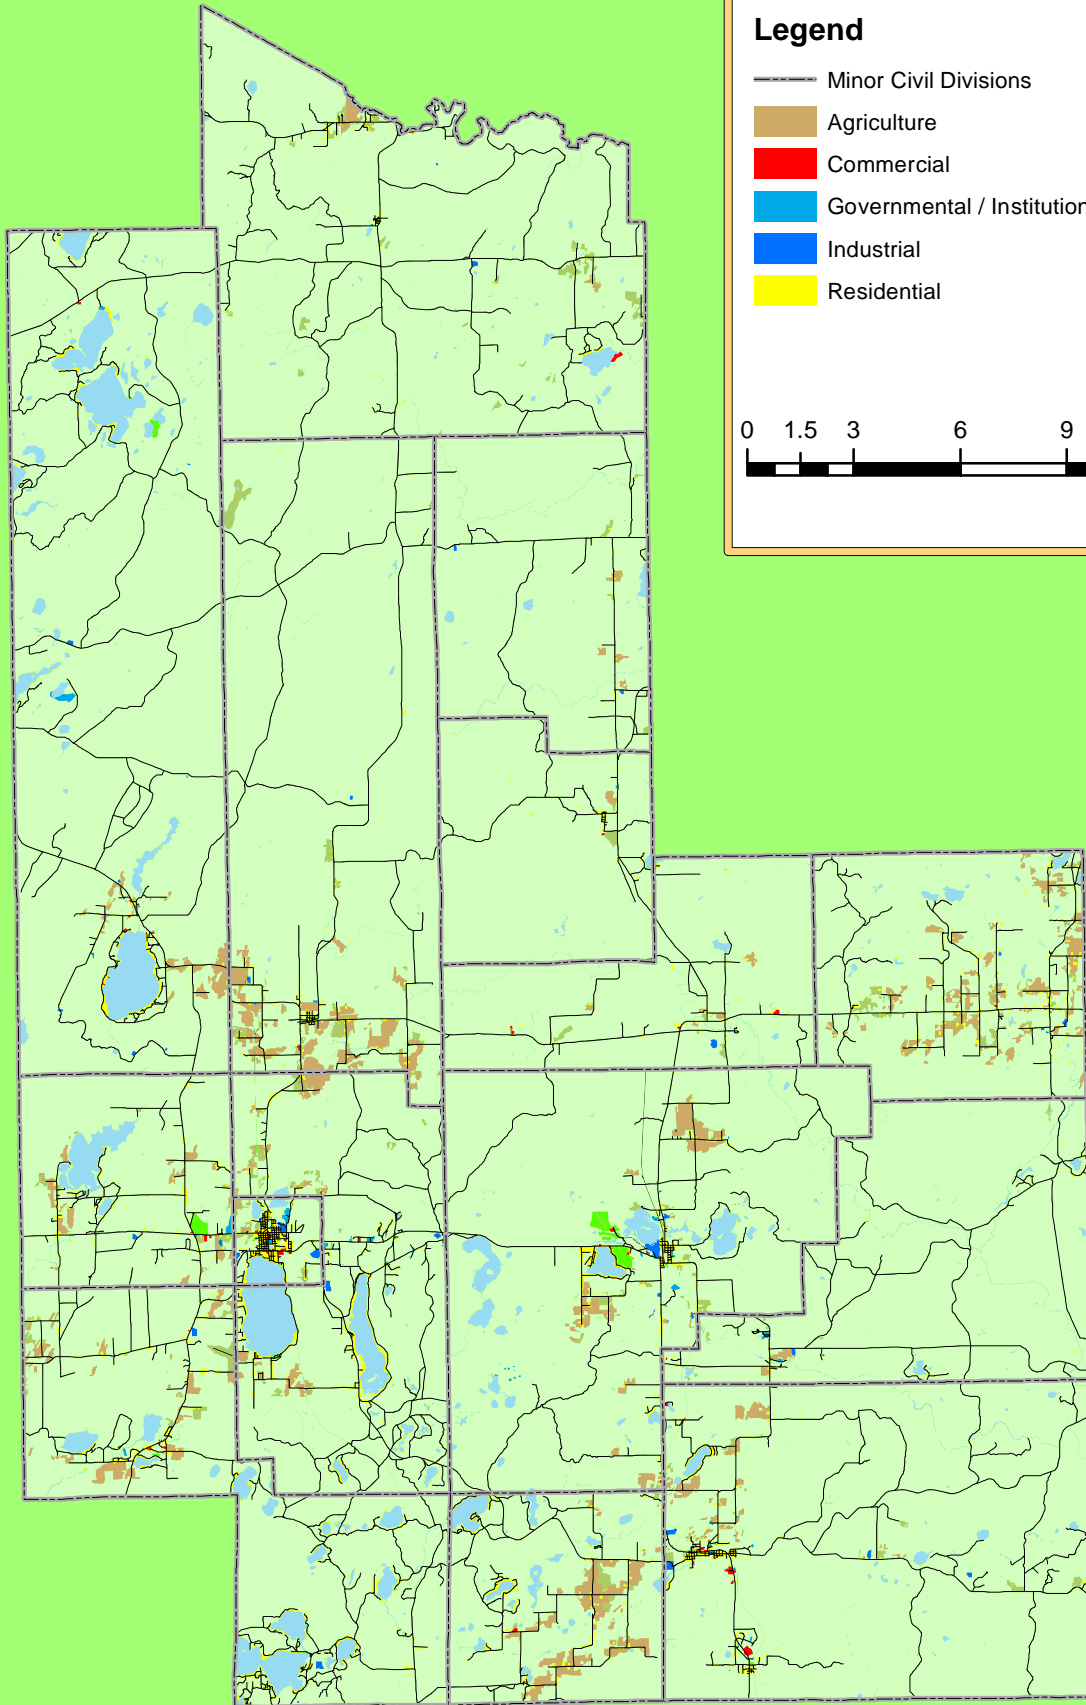 Legend
Minor Civil Divisions
Agriculture
Commercial
Governmental / Institution
Industrial
Residential
0 1.5 3 6 9